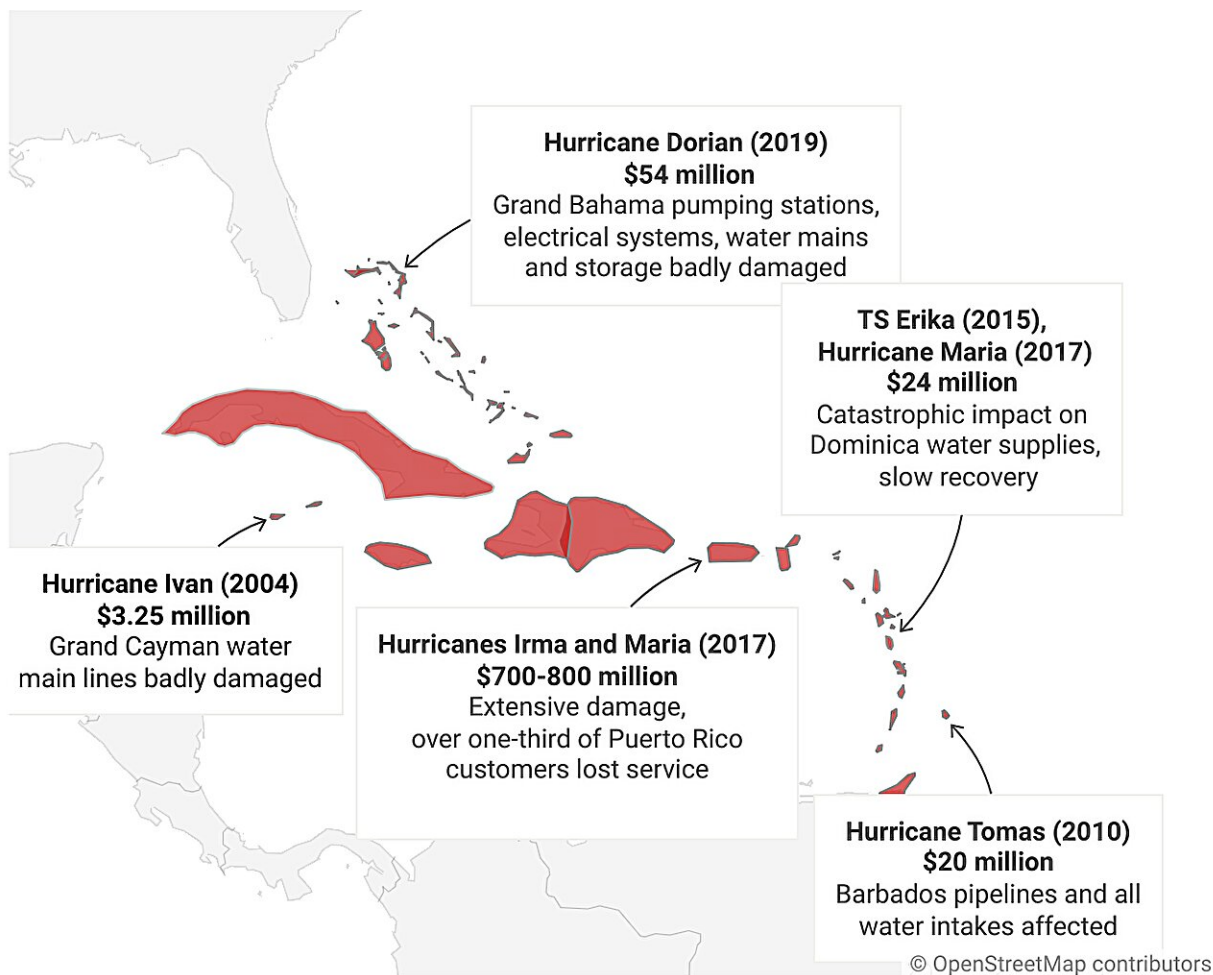 Hurricane Dorian (2019)
$54 million
Grand Bahama pumping stations,
electrical systems, water mains
and storage badly damaged
TS Erika (2015),
Hurricane Maria (2017)
$24 million
Catastrophic impact on
Dominica water supplies,
slow recovery
Hurricane Ivan (2004)
$3.25 million
Grand Cayman water
main lines badly damaged
Hurricanes Irma and Maria (2017)
$700-800 million
Extensive damage,
over one-third of Puerto Rico
customers lost service
Hurricane Tomas (2010)
$20 million
Barbados pipelines and all
water intakes affected
© OpenStreetMap contributors